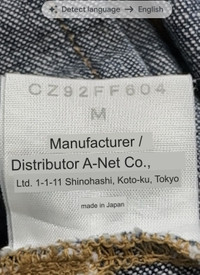 Detect language → English
CZ92FF604
M
Manufacturer /
Distributor A-Net Co.,
Ltd. 1-1-11 Shinohashi, Koto-ku, Tokyo
made in Japan